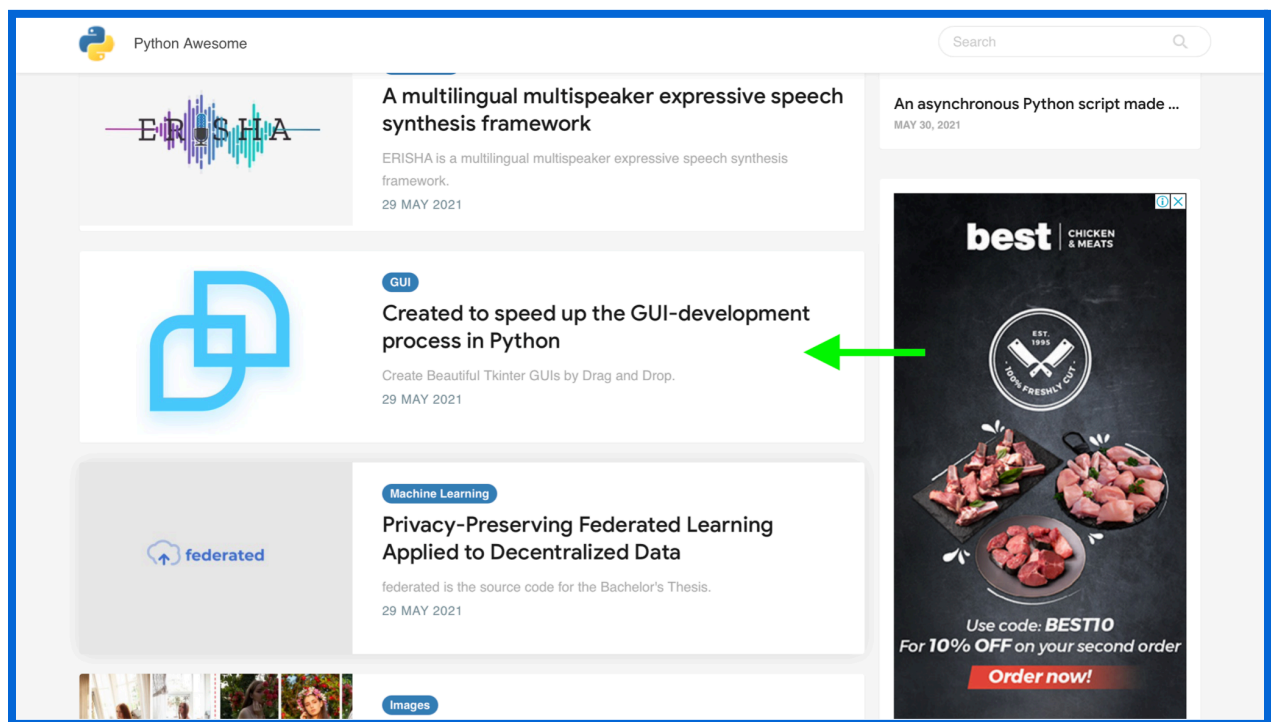 Python Awesome
Search
ERISHA
A multilingual multispeaker expressive speech
synthesis framework
ERISHA is a multilingual multispeaker expressive speech synthesis
framework.
29 MAY 2021
GUI
Created to speed up the GUI-development
process in Python
Create Beautiful Tkinter GUIs by Drag and Drop.
29 MAY 2021
federated
Machine Learning
Privacy-Preserving Federated Learning
Applied to Decentralized Data
federated is the source code for the Bachelor's Thesis.
29 MAY 2021
Images
An asynchronous Python script made ...
MAY 30, 2021
best CHICKEN
& MEATS
EST.
1995
100% FRESHLY CUT
Use code: BEST10
For 10% OFF on your second order
Order now!